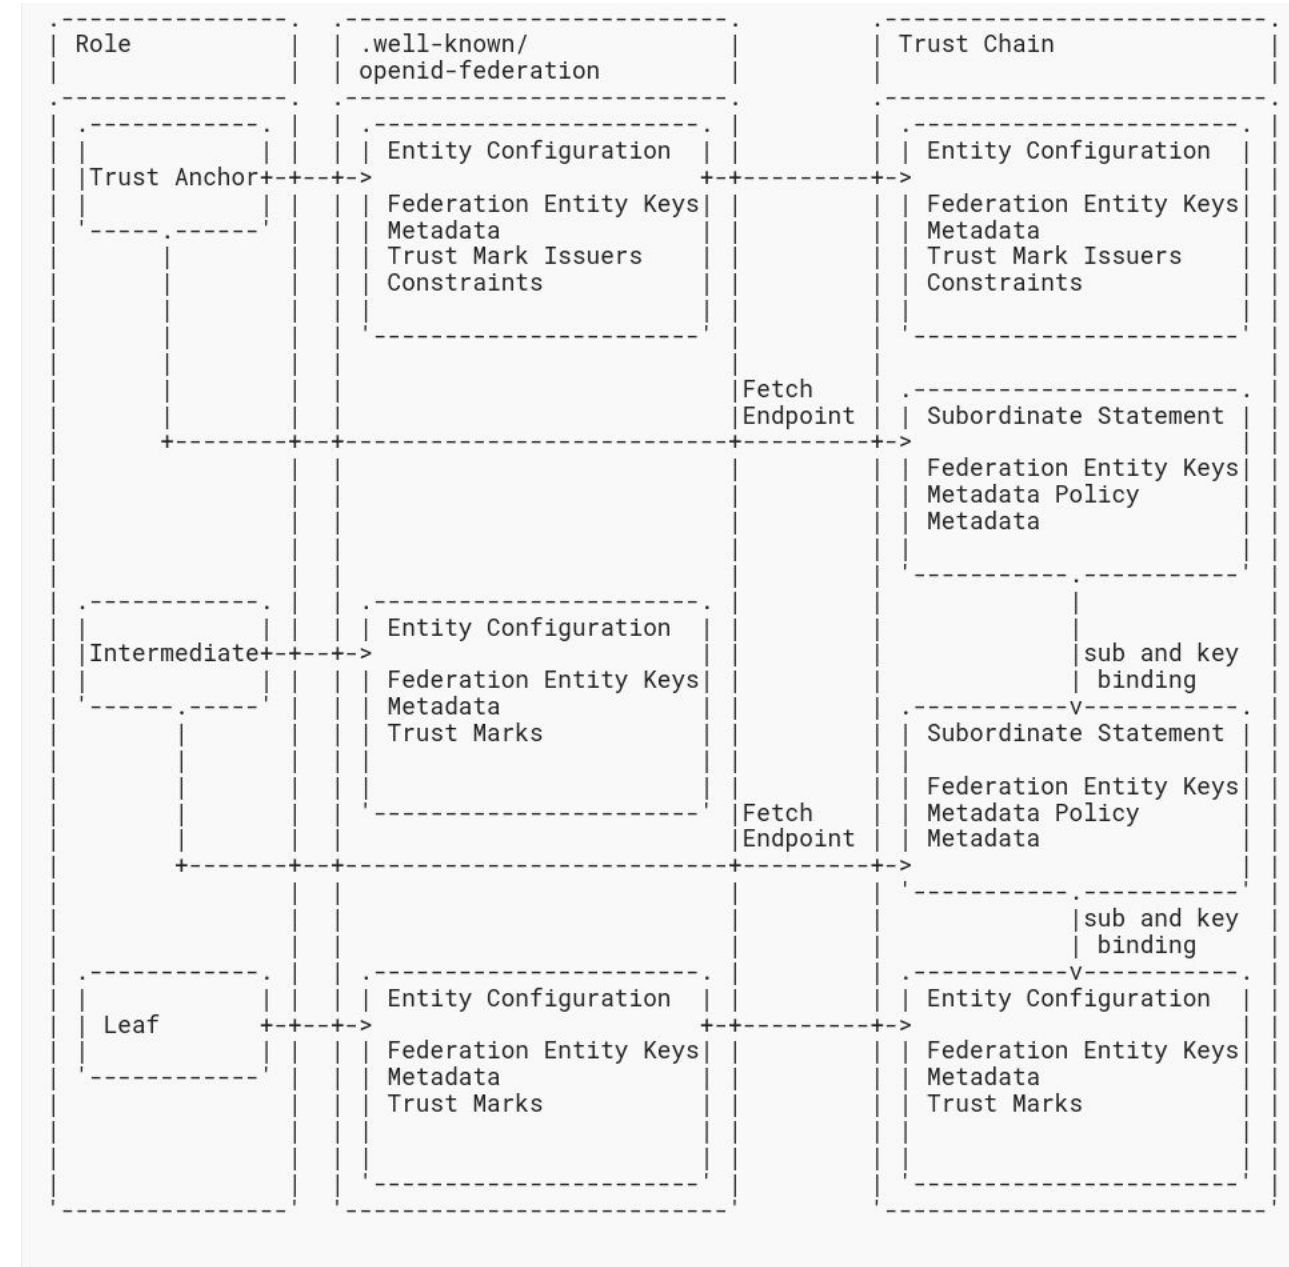 Role
.well-known/
openid-federation
Trust Chain
Trust Anchor
Entity Configuration
Federation Entity Keys
Metadata
Trust Mark Issuers
Constraints
Entity Configuration
Federation Entity Keys
Metadata
Trust Mark Issuers
Constraints
Fetch
Endpoint
Subordinate Statement
Federation Entity Keys
Metadata Policy
Metadata
Intermediate
Entity Configuration
Federation Entity Keys
Metadata
Trust Marks
sub and key
binding
Subordinate Statement
Federation Entity Keys
Metadata Policy
Metadata
Fetch
Endpoint
sub and key
binding
Leaf
Entity Configuration
Federation Entity Keys
Metadata
Trust Marks
Entity Configuration
Federation Entity Keys
Metadata
Trust Marks